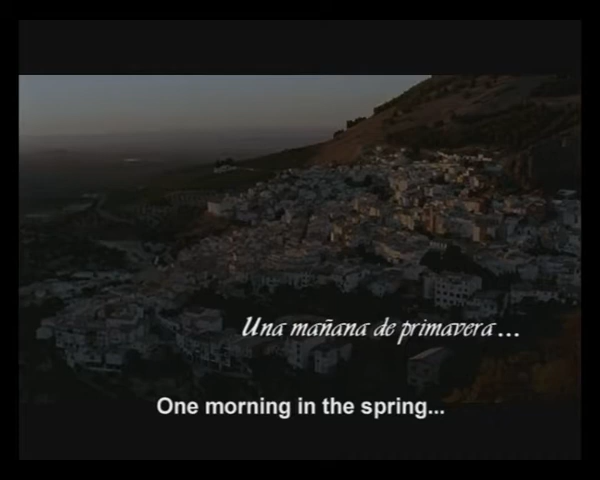 Una mañana de primavera...
One morning in the spring...